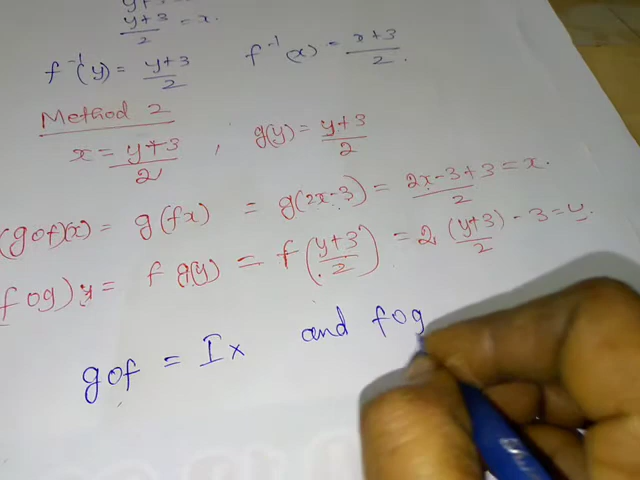 y+3/2 = x.
f⁻¹(y) = y+3/2 f⁻¹(x) = x+3/2.
Method 2
x = y+3/2 , g(y) = y+3/2
(gof)(x) = g(fx) = g(2x-3) = 2x-3+3/2 = x.
fog) y = f g(y) = f(y+3/2) = 2 (y+3)/2 - 3 = y.
gof = Ix and fog